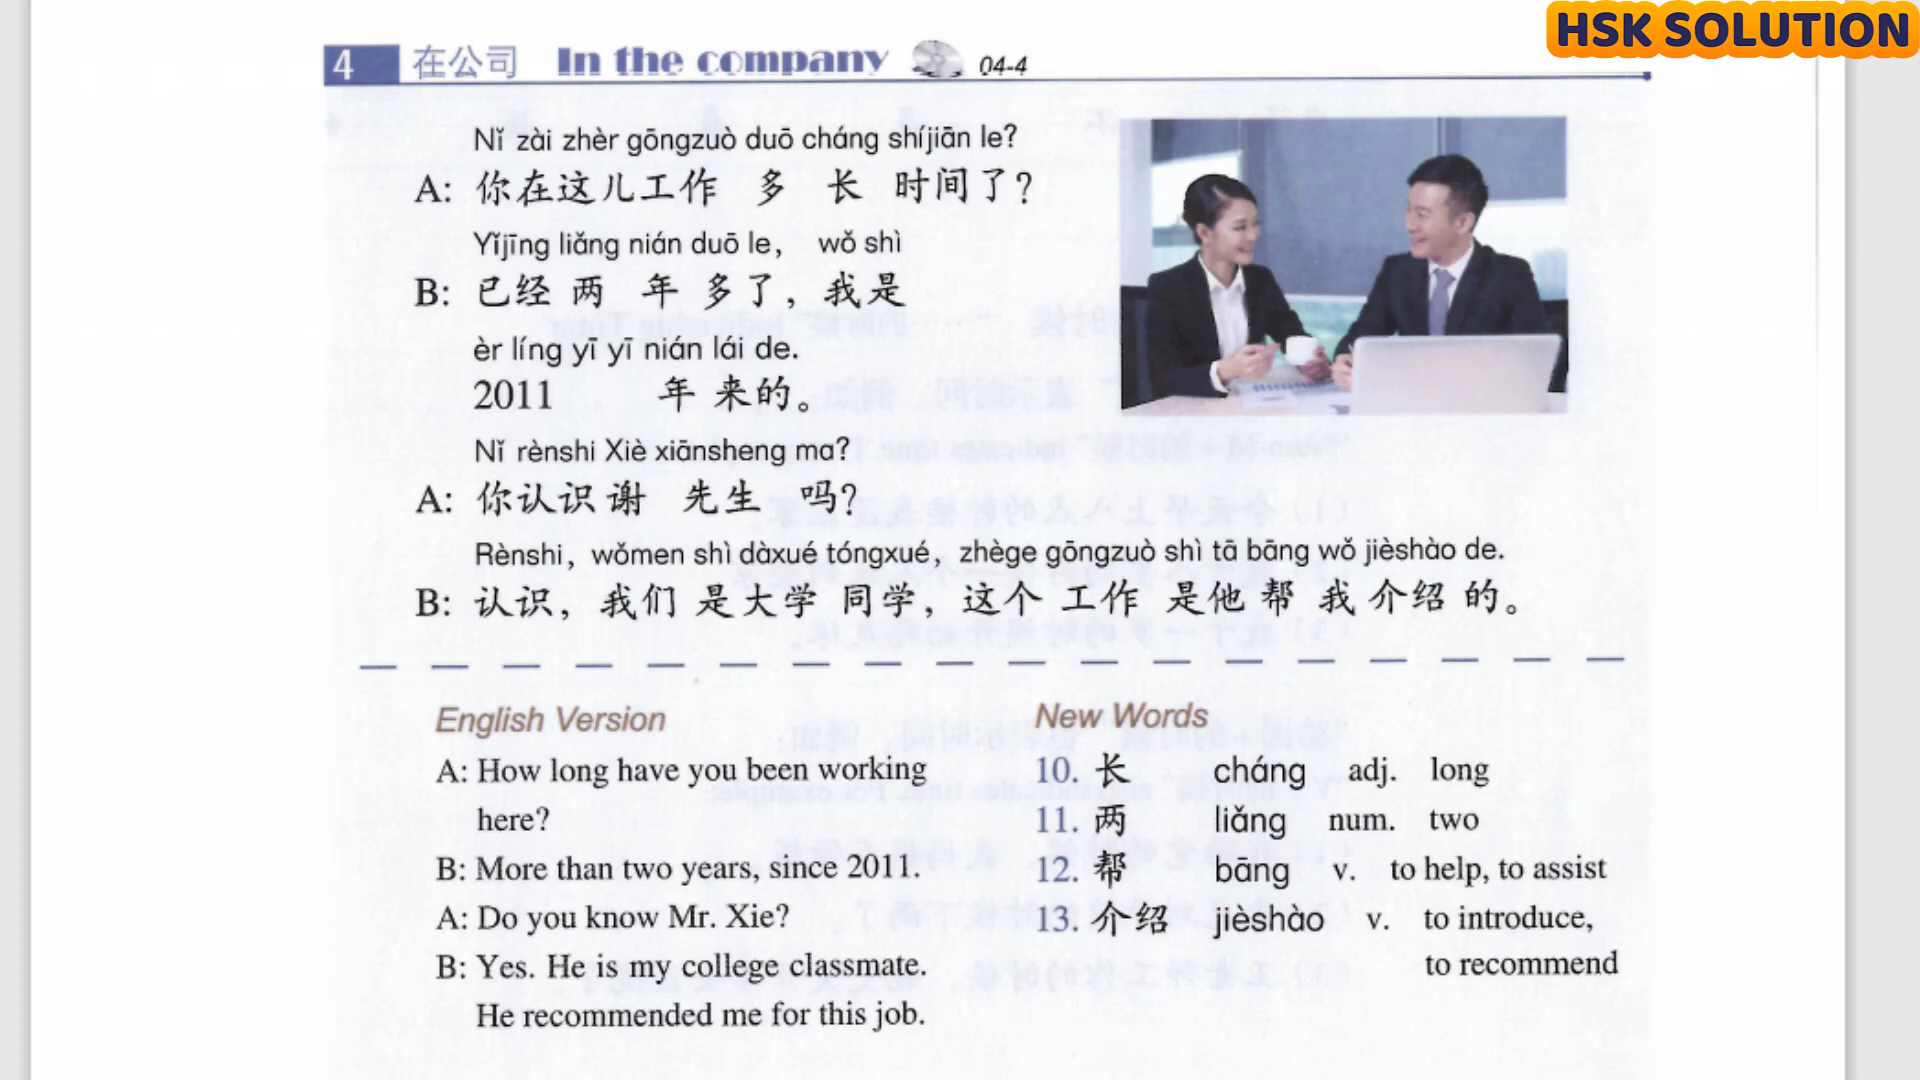 HSK SOLUTION
4 在公司 In the company 04-4
Nǐ zài zhèr gōngzuò duō cháng shíjiān le?
A: 你在这儿工作 多 长 时间了?
Yǐjīng liǎng nián duō le, wǒ shì
B: 已经 两 年 多了, 我是
èr líng yī yī nián lái de.
2011 年 来的。
Nǐ rènshi Xiè xiānsheng ma?
A: 你认识 谢 先生 吗?
Rènshi, wǒmen shì dàxué tóngxué, zhège gōngzuò shì tā bāng wǒ jièshào de.
B: 认识, 我们 是大学 同学, 这个 工作 是他 帮 我 介绍 的。
English Version
A: How long have you been working
here?
B: More than two years, since 2011.
A: Do you know Mr. Xie?
B: Yes. He is my college classmate.
He recommended me for this job.
New Words
10. 长 cháng adj. long
11. 两 liǎng num. two
12. 帮 bāng v. to help, to assist
13. 介绍 jièshào v. to introduce,
to recommend